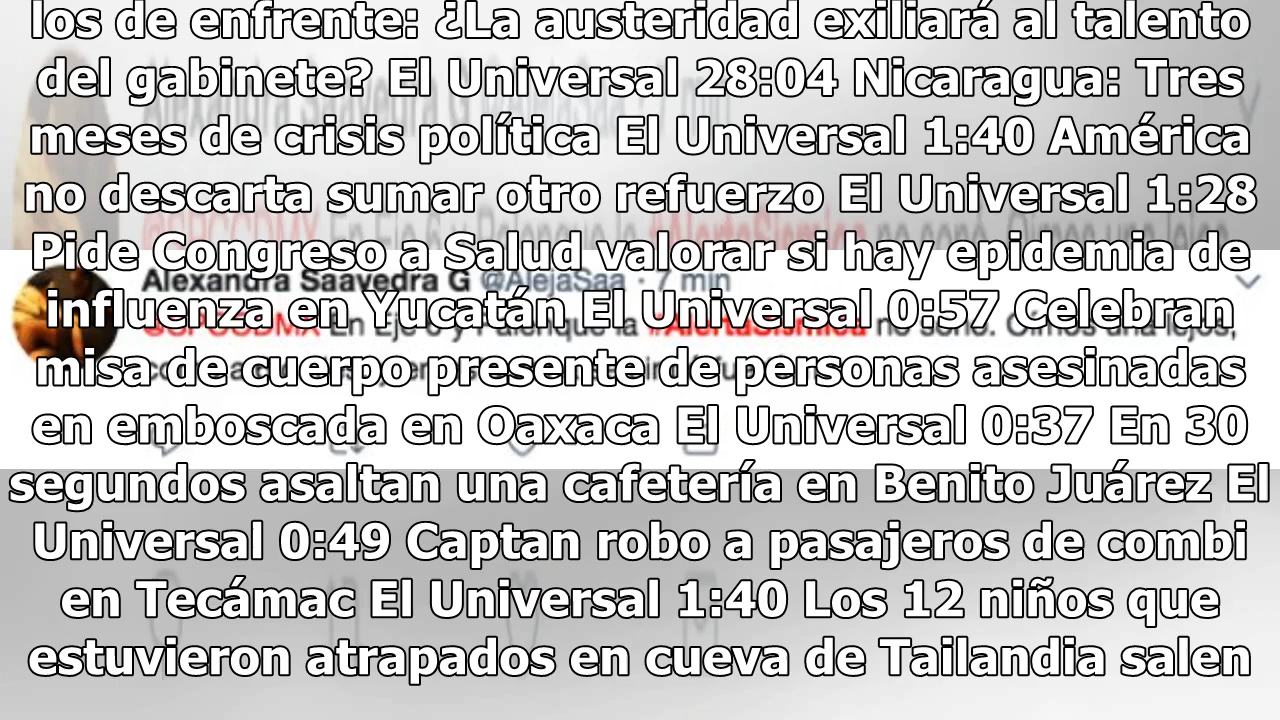 los de enfrente: ¿La austeridad exiliará al talento
del gabinete? El Universal 28:04 Nicaragua: Tres
meses de crisis política El Universal 1:40 América
no descarta sumar otro refuerzo El Universal 1:28
Pide Congreso a Salud valorar si hay epidemia de
Alexandra Saavedra G @AlejaSaa · 7 min
influenza en Yucatán El Universal 0:57 Celebran
misa de cuerpo presente de personas asesinadas
en emboscada en Oaxaca El Universal 0:37 En 30
segundos asaltan una cafetería en Benito Juárez El
Universal 0:49 Captan robo a pasajeros de combi
en Tecámac El Universal 1:40 Los 12 niños que
estuvieron atrapados en cueva de Tailandia salen